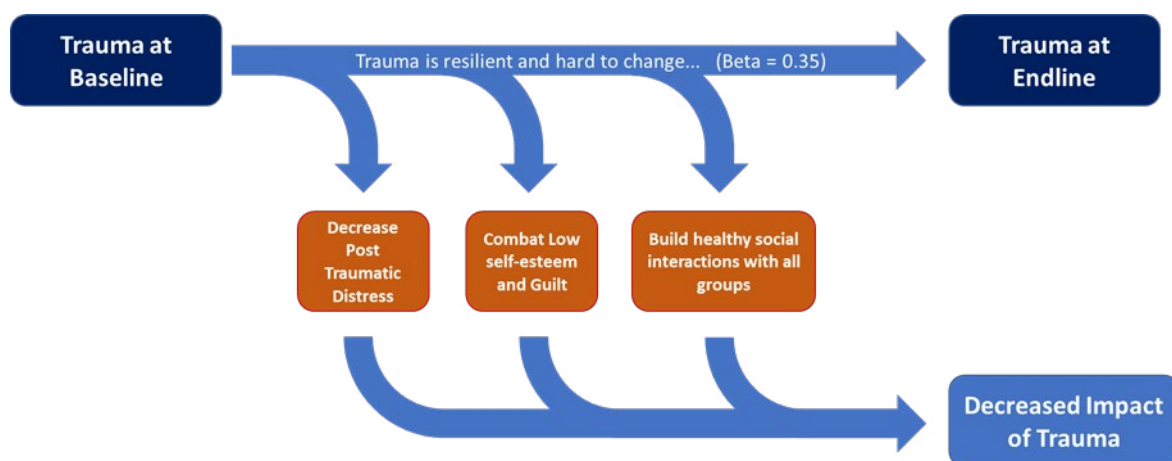 Trauma at
Baseline
Trauma is resilient and hard to change... (Beta = 0.35)
Trauma at
Endline
Decrease
Post
Traumatic
Distress
Combat Low
self-esteem
and Guilt
Build healthy social
interactions with all
groups
Decreased Impact
of Trauma